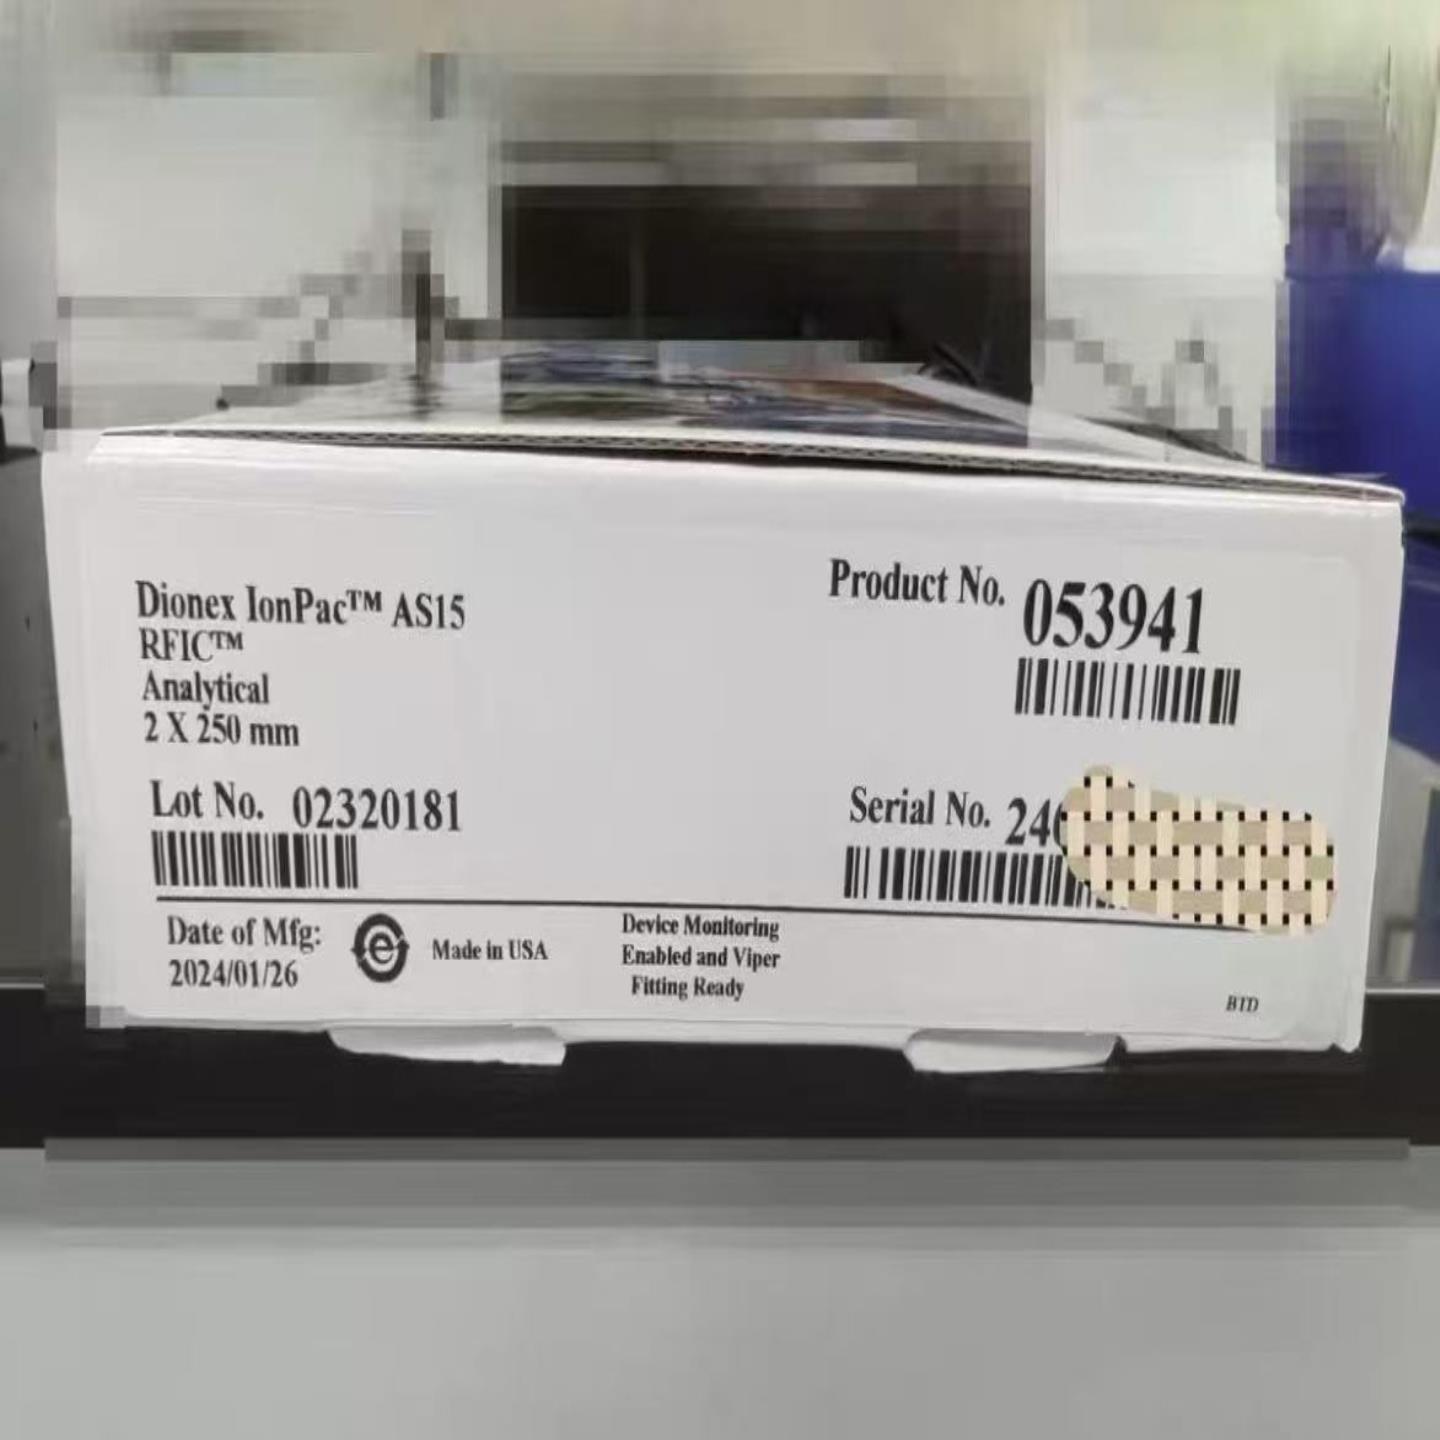 Dionex IonPac™ AS15
RFIC™
Analytical
2 X 250 mm
Product No. 053941
Lot No. 02320181
Serial No. 24
Date of Mfg:
2024/01/26
e
Made in USA
Device Monitoring
Enabled and Viper
Fitting Ready
BTD